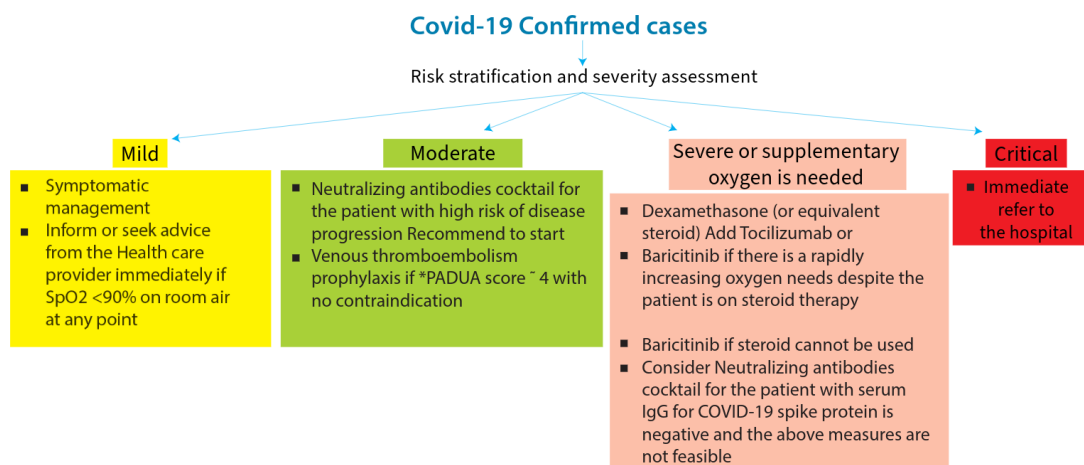 Covid-19 Confirmed cases
Risk stratification and severity assessment
Mild
▪ Symptomatic
management
▪ Inform or seek advice
from the Health care
provider immediately if
SpO2 <90% on room air
at any point
Moderate
▪ Neutralizing antibodies cocktail for
the patient with high risk of disease
progression Recommend to start
▪ Venous thromboembolism
prophylaxis if *PADUA score ˜ 4 with
no contraindication
Severe or supplementary
oxygen is needed
▪ Dexamethasone (or equivalent
steroid) Add Tocilizumab or
▪ Baricitinib if there is a rapidly
increasing oxygen needs despite the
patient is on steroid therapy
▪ Baricitinib if steroid cannot be used
▪ Consider Neutralizing antibodies
cocktail for the patient with serum
IgG for COVID-19 spike protein is
negative and the above measures are
not feasible
Critical
▪ Immediate
refer to
the hospital